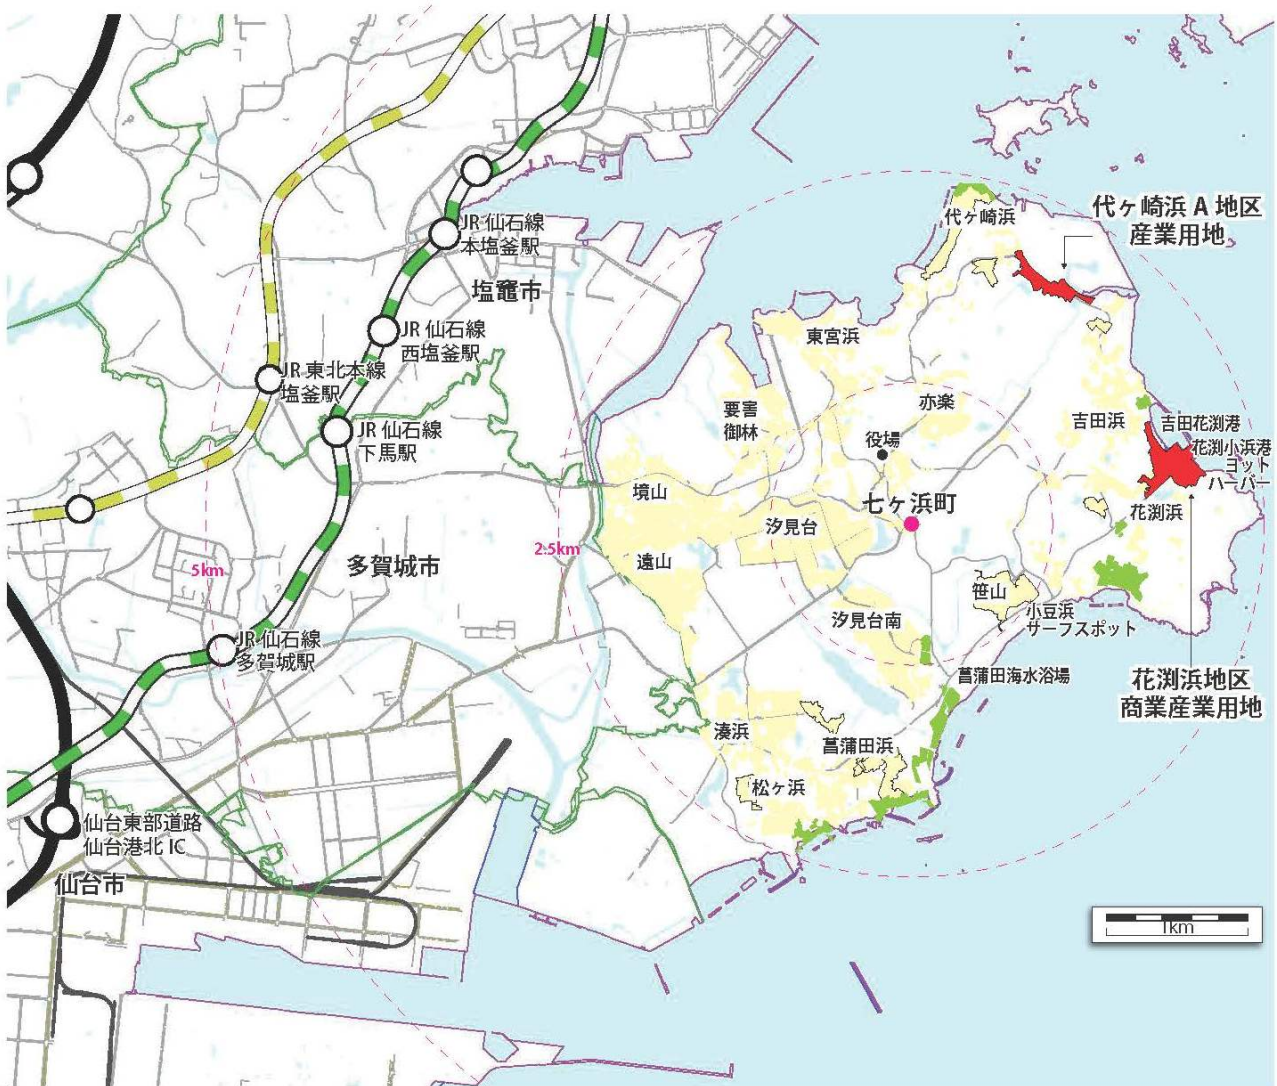 代ヶ崎浜
代ヶ崎浜 A 地区
産業用地
JR 仙石線
本塩釜駅
塩竈市
JR 仙石線
西塩釜駅
東宮浜
JR 東北本線
塩釜駅
要害
御林
亦楽
吉田浜
吉田花渕港
花渕小浜港
ヨット
ハーバー
JR 仙石線
下馬駅
役場
境山
七ヶ浜町
花渕浜
汐見台
2.5km
遠山
多賀城市
5km
笹山
小豆浜
サーフスポット
汐見台南
JR 仙石線
多賀城駅
菖蒲田海水浴場
花渕浜地区
商業産業用地
湊浜
菖蒲田浜
松ヶ浜
仙台東部道路
仙台港北 IC
仙台市
1km